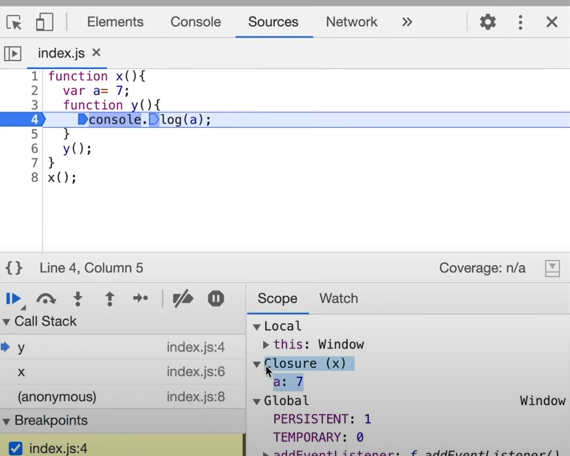 Elements Console Sources Network »
index.js ×
1 function x(){
2 var a= 7;
3 function y(){
4 console.log(a);
5 }
6 y();
7 }
8 x();
{} Line 4, Column 5 Coverage: n/a
Scope Watch
Call Stack
y index.js:4
x index.js:6
(anonymous) index.js:8
Breakpoints
index.js:4
Local
this: Window
Closure (x)
a: 7
Global Window
PERSISTENT: 1
TEMPORARY: 0
addEventListener: f addEventListener()